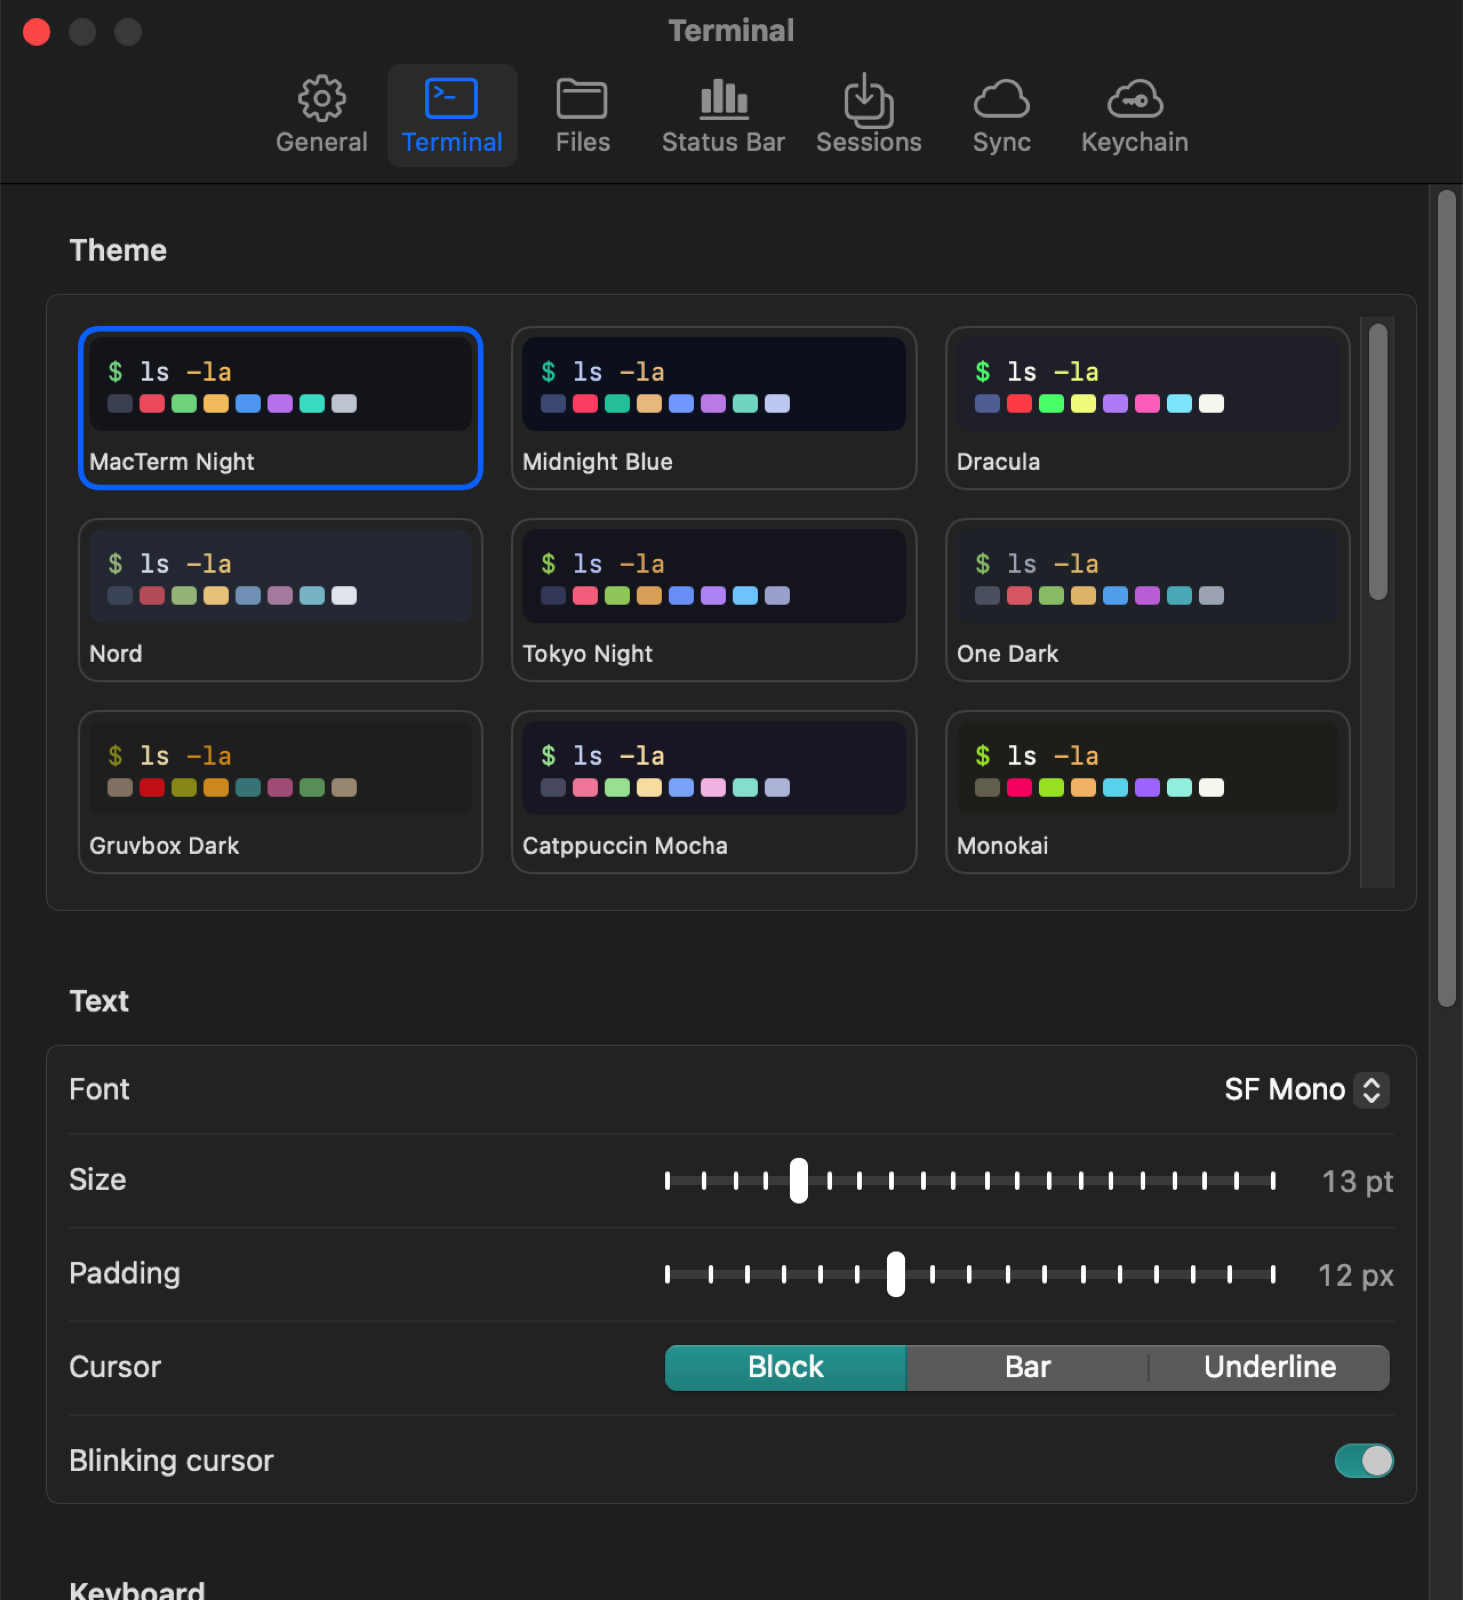 Terminal
General
Terminal
Files
Status Bar
Sessions
Sync
Keychain
Theme
$ ls -la
MacTerm Night
$ ls -la
Midnight Blue
$ ls -la
Dracula
$ ls -la
Nord
$ ls -la
Tokyo Night
$ ls -la
One Dark
$ ls -la
Gruvbox Dark
$ ls -la
Catppuccin Mocha
$ ls -la
Monokai
Text
Font
SF Mono
Size
13 pt
Padding
12 px
Cursor
Block
Bar
Underline
Blinking cursor
Keyboard